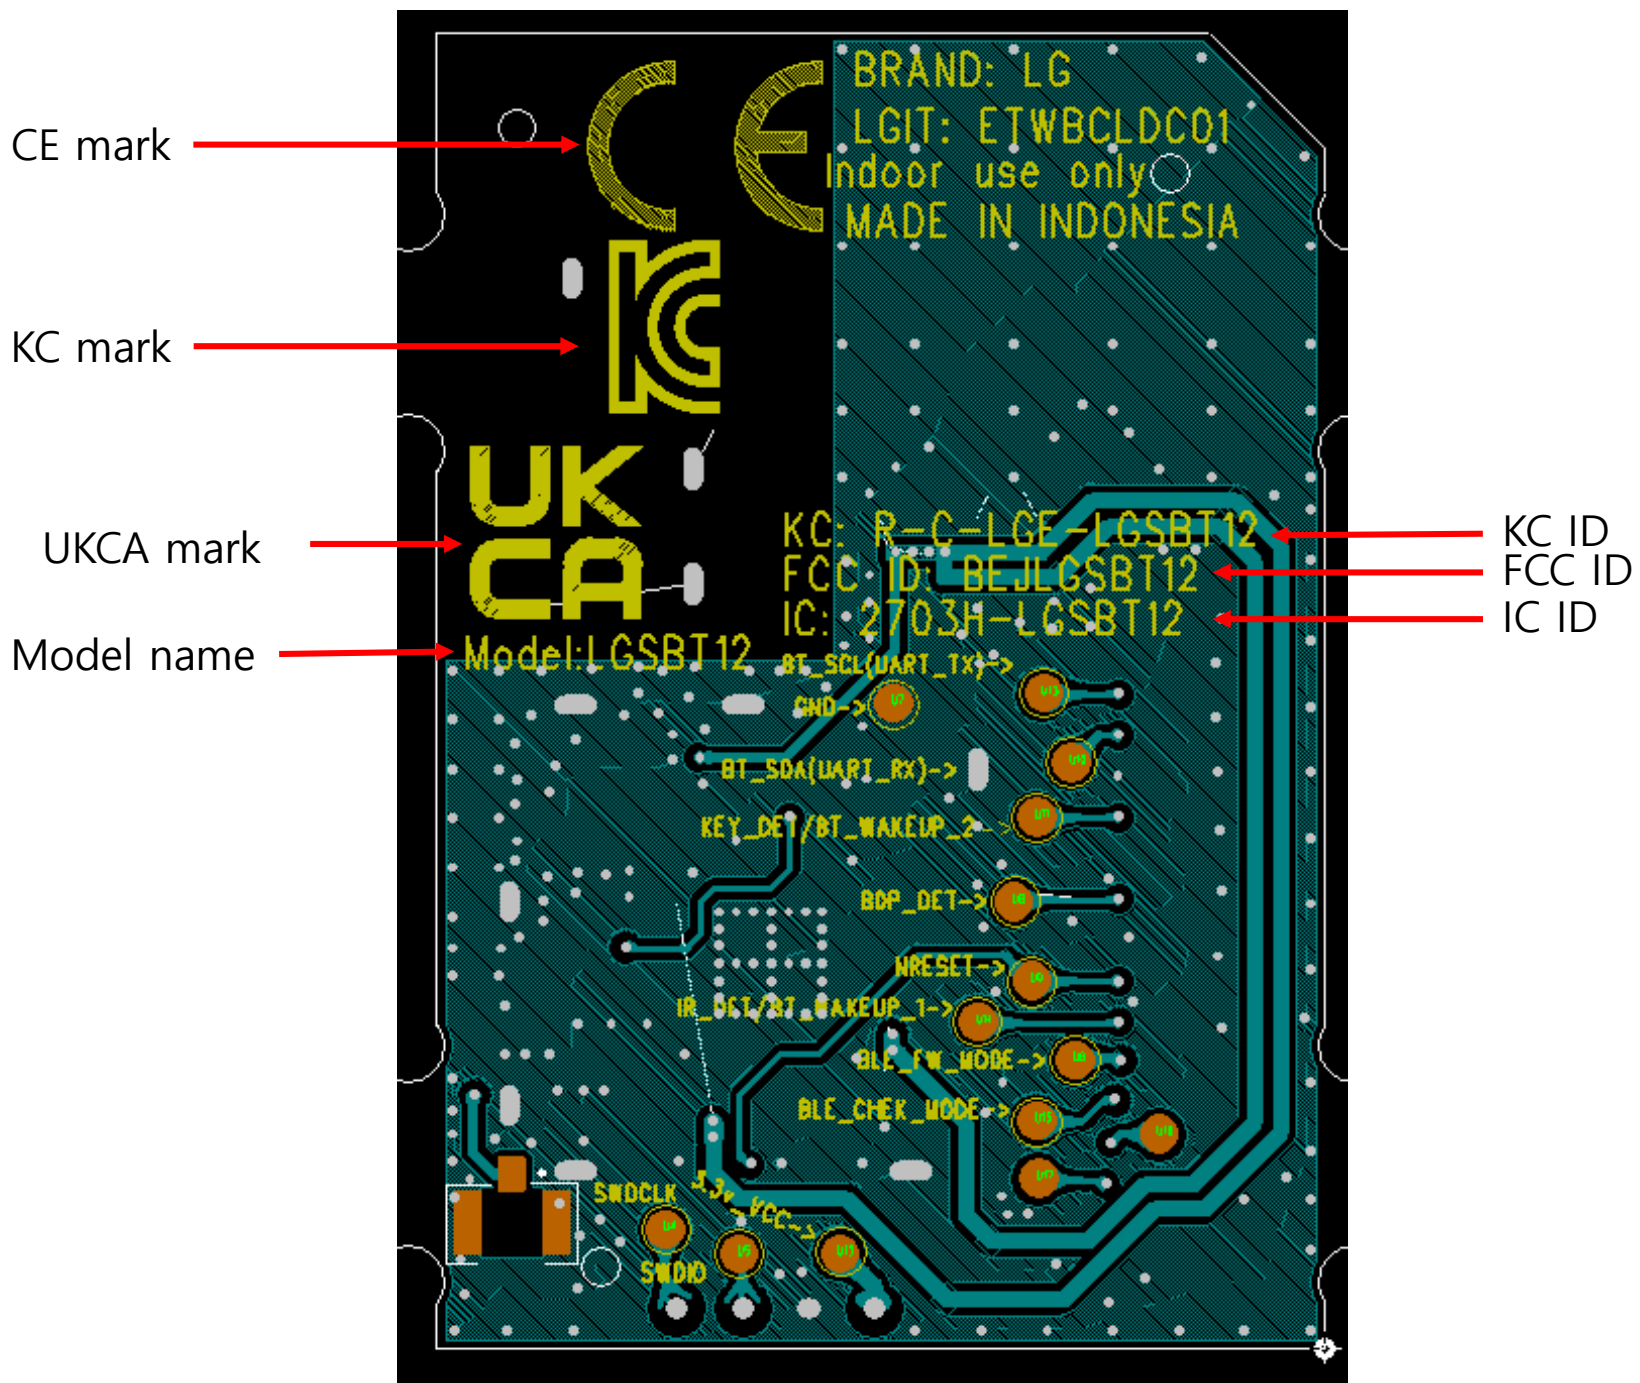 CE mark
KC mark
UKCA mark
Model name
CE
BRAND: LG
LGIT: ETWBCLDC01
Indoor use only
MADE IN INDONESIA
KC
UK
CA
Model:LGSBT12
KC: R-C-LGE-LGSBT12
FCC ID: BEJLGSBT12
IC: 2703H-LGSBT12
KC ID
FCC ID
IC ID
BT_SCL(UART_TX)->
GND->
BT_SDA(UART_RX)->
KEY_DET/BT_WAKEUP_2->
BDP_DET->
NRESET->
IR_DET/BT_WAKEUP_1->
BLE_FW_MODE->
BLE_CHEK_MODE->
SWDCLK
3.3v_VCC->
SWDIO